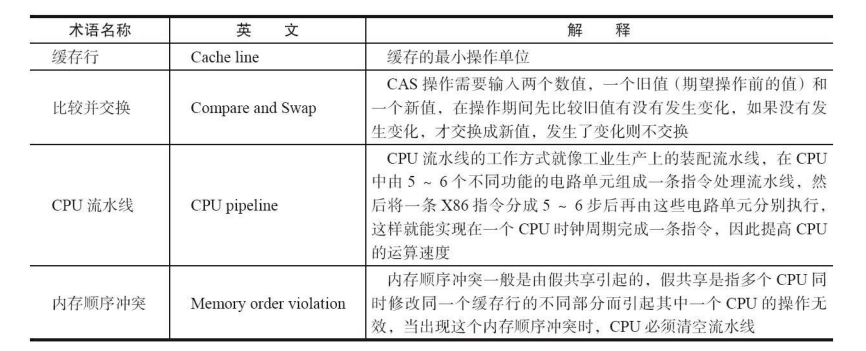 术语名称 英 文 解 释
缓存行 Cache line 缓存的最小操作单位
比较并交换 Compare and Swap CAS 操作需要输入两个数值，一个旧值（期望操作前的值）和
一个新值，在操作期间先比较旧值有没有发生变化，如果没有发
生变化，才交换成新值，发生了变化则不交换
CPU 流水线 CPU pipeline CPU 流水线的工作方式就像工业生产上的装配流水线，在 CPU
中由 5 ～ 6 个不同功能的电路单元组成一条指令处理流水线，然
后将一条 X86 指令分成 5 ～ 6 步后再由这些电路单元分别执行，
这样就能实现在一个 CPU 时钟周期完成一条指令，因此提高 CPU
的运算速度
内存顺序冲突 Memory order violation 内存顺序冲突一般是由假共享引起的，假共享是指多个 CPU 同
时修改同一个缓存行的不同部分而引起其中一个 CPU 的操作无
效，当出现这个内存顺序冲突时，CPU 必须清空流水线